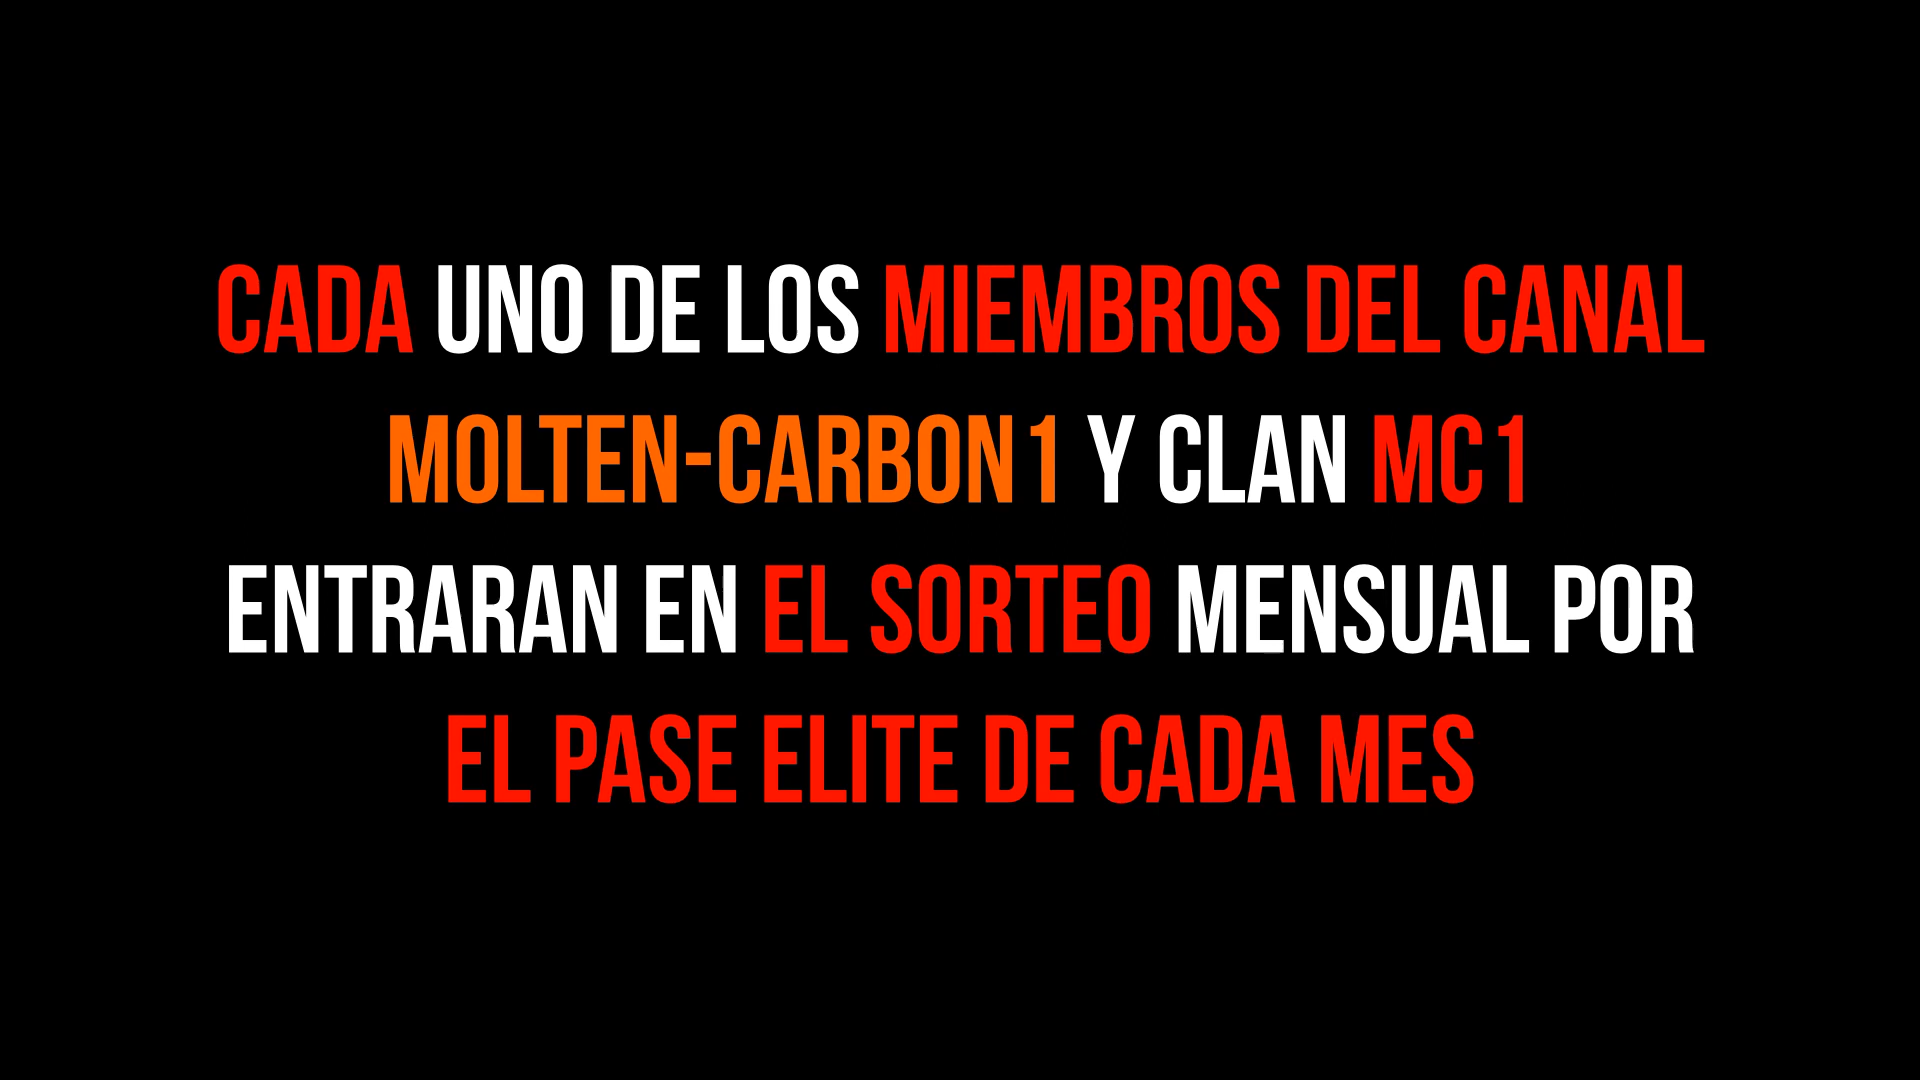 CADA UNO DE LOS MIEMBROS DEL CANAL
MOLTEN-CARBON1 Y CLAN MC1
ENTRARAN EN EL SORTEO MENSUAL POR
EL PASE ELITE DE CADA MES